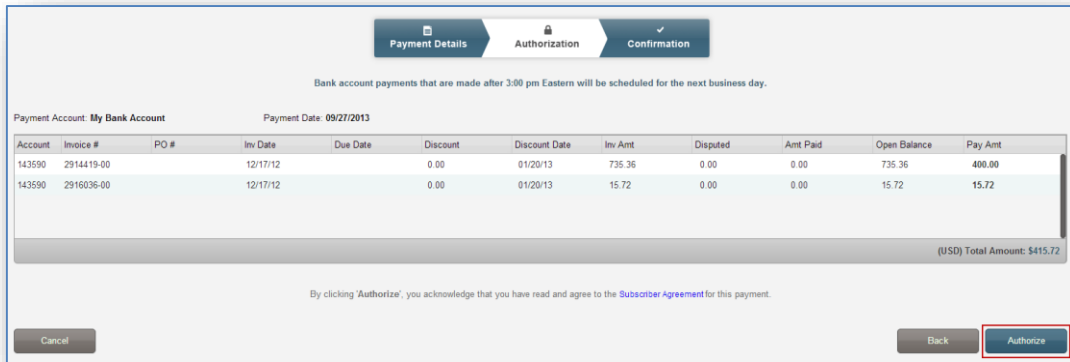 Payment Details Authorization Confirmation
Bank account payments that are made after 3:00 pm Eastern will be scheduled for the next business day.
Payment Account: My Bank Account Payment Date: 09/27/2013
Account Invoice # PO # Inv Date Due Date Discount Discount Date Inv Amt Disputed Amt Paid Open Balance Pay Amt
143590 2914419-00 12/17/12 0.00 01/20/13 735.36 0.00 0.00 735.36 400.00
143590 2916036-00 12/17/12 0.00 01/20/13 15.72 0.00 0.00 15.72 15.72
(USD) Total Amount: $415.72
By clicking 'Authorize', you acknowledge that you have read and agree to the Subscriber Agreement for this payment.
Cancel Back Authorize